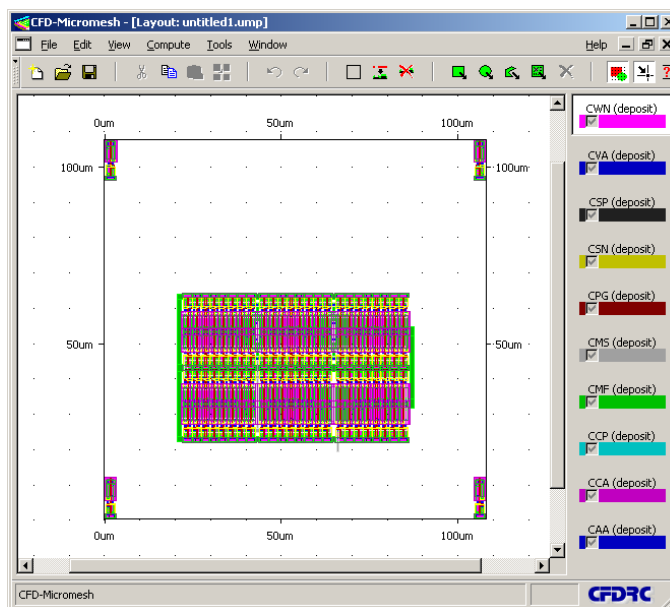 CFD-Micromesh - [Layout: untitled1.ump]
File Edit View Compute Tools Window Help
0um 50um 100um
100um 100um
50um 50um
0um 50um 100um
CWN (deposit)
CVA (deposit)
CSP (deposit)
CSN (deposit)
CPG (deposit)
CMS (deposit)
CMF (deposit)
CCP (deposit)
CCA (deposit)
CAA (deposit)
CFD-Micromesh
CFDRC